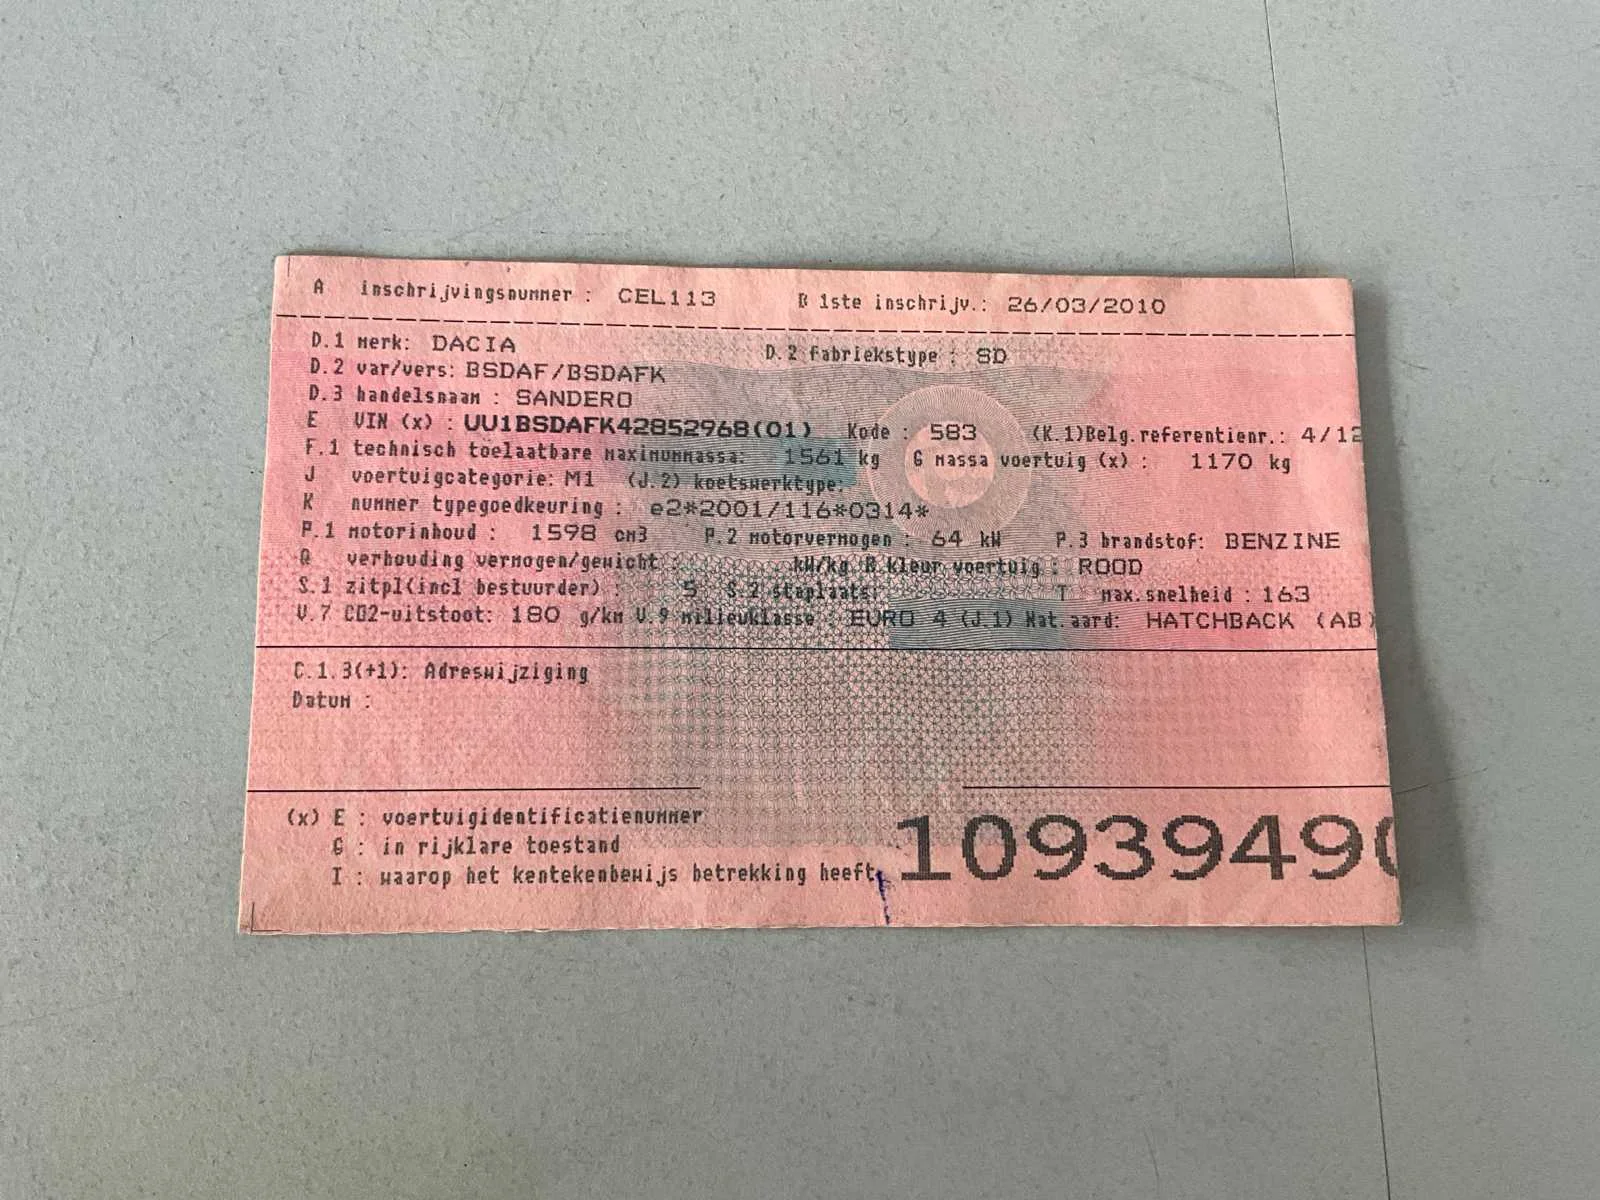 A inschrijvingsnummer : CEL113 B 1ste inschrijv.: 26/03/2010
D.1 merk: DACIA D.2 fabriekstype : SD
D.2 var/vers: BSDAF/BSDAFK
D.3 handelsnaam : SANDERO
E VIN (x) : UU1BSDAFK42852968(01) Kode : 583 (K.1)Belg.referentienr.: 4/12
F.1 technisch toelaatbare maximummassa: 1561 kg G massa voertuig (x) : 1170 kg
J voertuigcategorie: M1 (J.2) koetswerktype:
K nummer typegoedkeuring : e2*2001/116*0314*
P.1 motorinhoud : 1598 cm3 P.2 motorvermogen : 64 kW P.3 brandstof: BENZINE
Q verhouding vermogen/gewicht : kW/kg R kleur voertuig : ROOD
S.1 zitpl(incl bestuurder) : 5 S.2 staplaats: T max.snelheid : 163
V.7 CO2-uitstoot: 180 g/km V.9 milieuklasse : EURO 4 (J.1) Nat.aard: HATCHBACK (AB)
C.1.3(+1): Adreswijziging
Datum :
(x) E : voertuigidentificatienummer
G : in rijklare toestand
I : waarop het kentekenbewijs betrekking heeft.
1093949